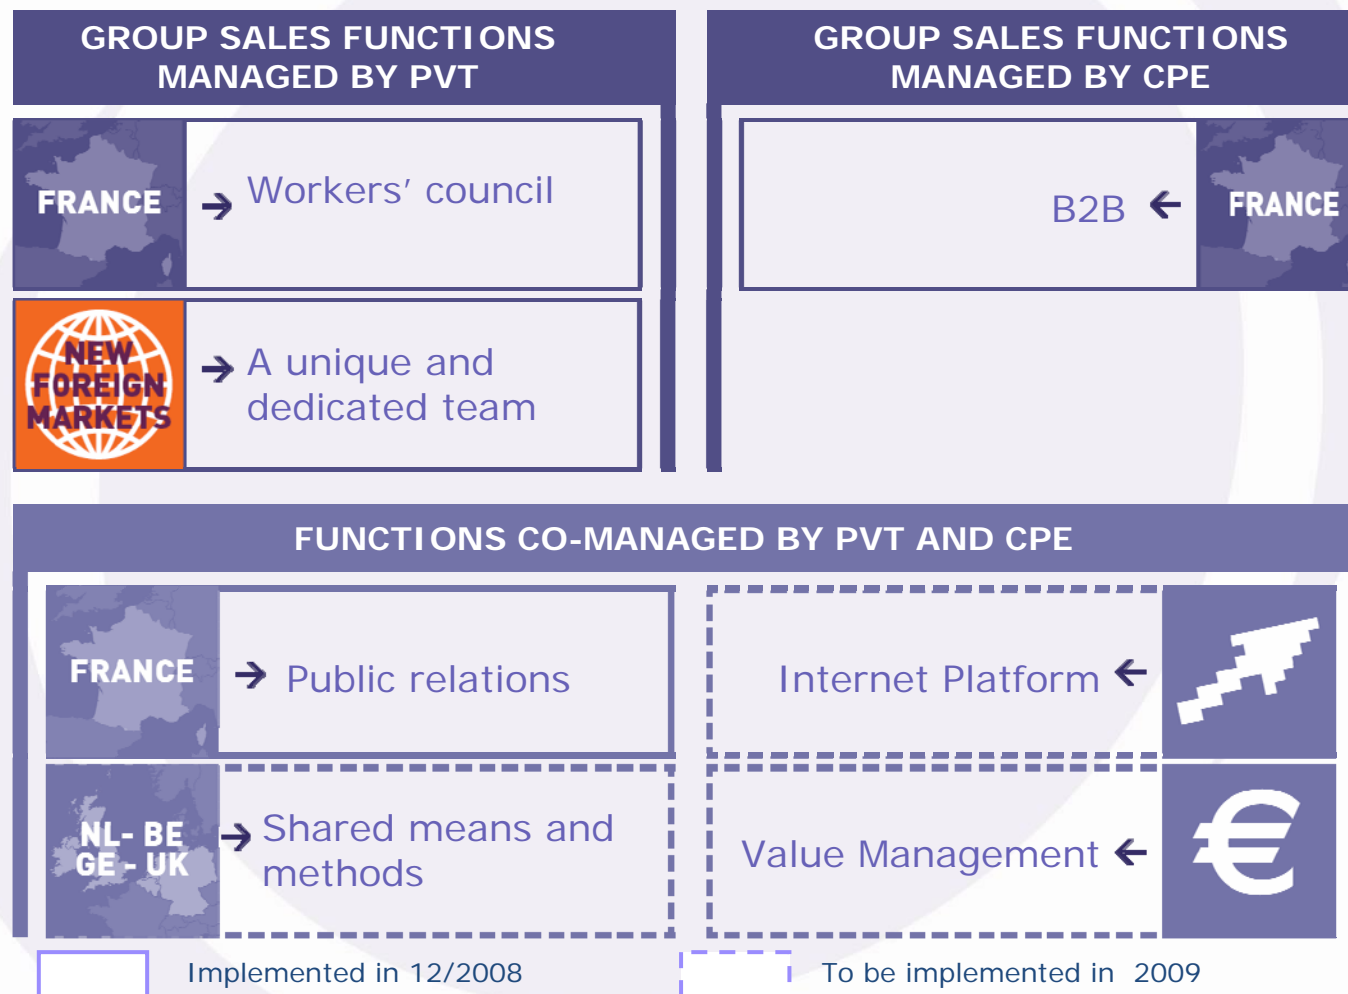 GROUP SALES FUNCTIONS
MANAGED BY PVT
FRANCE
→ Workers’ council
NEW
FOREIGN
MARKETS
→ A unique and
dedicated team
GROUP SALES FUNCTIONS
MANAGED BY CPE
B2B ←
FRANCE
FUNCTIONS CO-MANAGED BY PVT AND CPE
FRANCE
→ Public relations
Internet Platform ←
NL- BE
GE - UK
→ Shared means and
methods
Value Management ←
€
Implemented in 12/2008
To be implemented in 2009